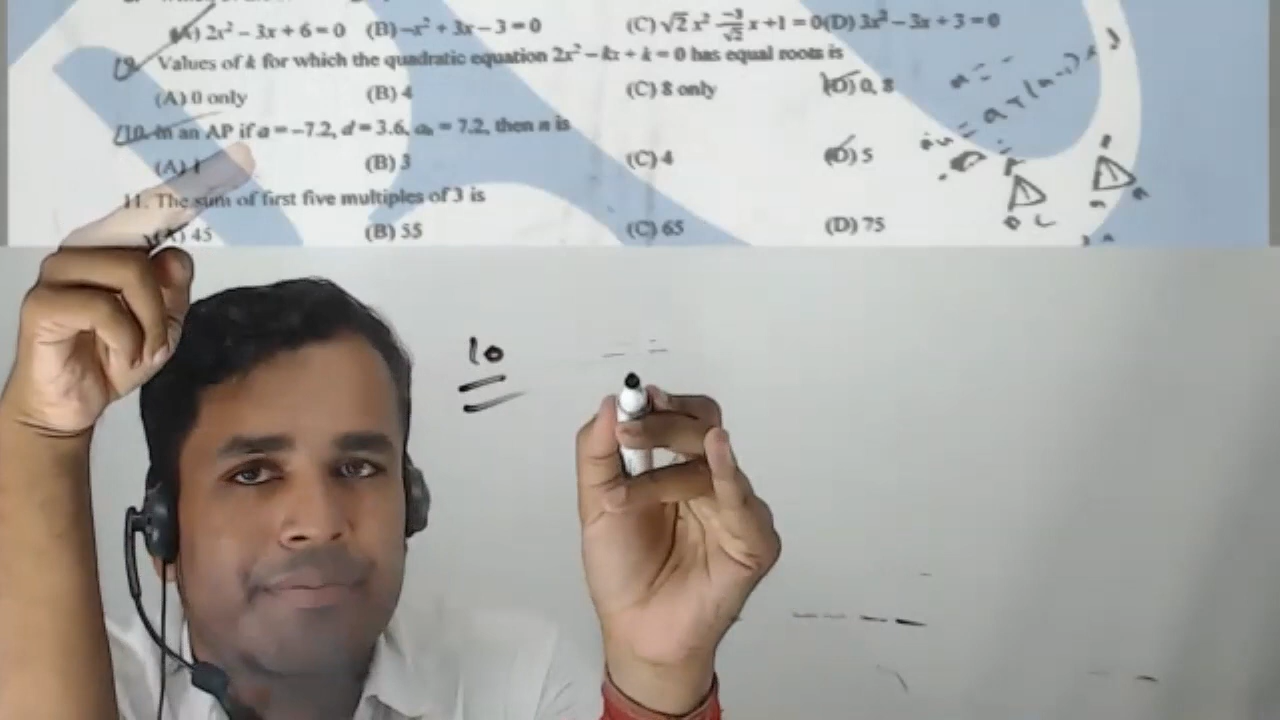 (A) 2x² – 3x + 6 = 0 (B) –x² + 3x – 3 = 0 (C) √2 x² –3/√2 x + 1 = 0 (D) 3x² – 3x + 3 = 0
9. Values of k for which the quadratic equation 2x² – kx + k = 0 has equal roots is
(A) 0 only (B) 4 (C) 8 only (D) 0, 8
10. In an AP if a = –7.2, d = 3.6, aₙ = 7.2, then n is
(A) 1 (B) 3 (C) 4 (D) 5
11. The sum of first five multiples of 3 is
(A) 45 (B) 55 (C) 65 (D) 75
10